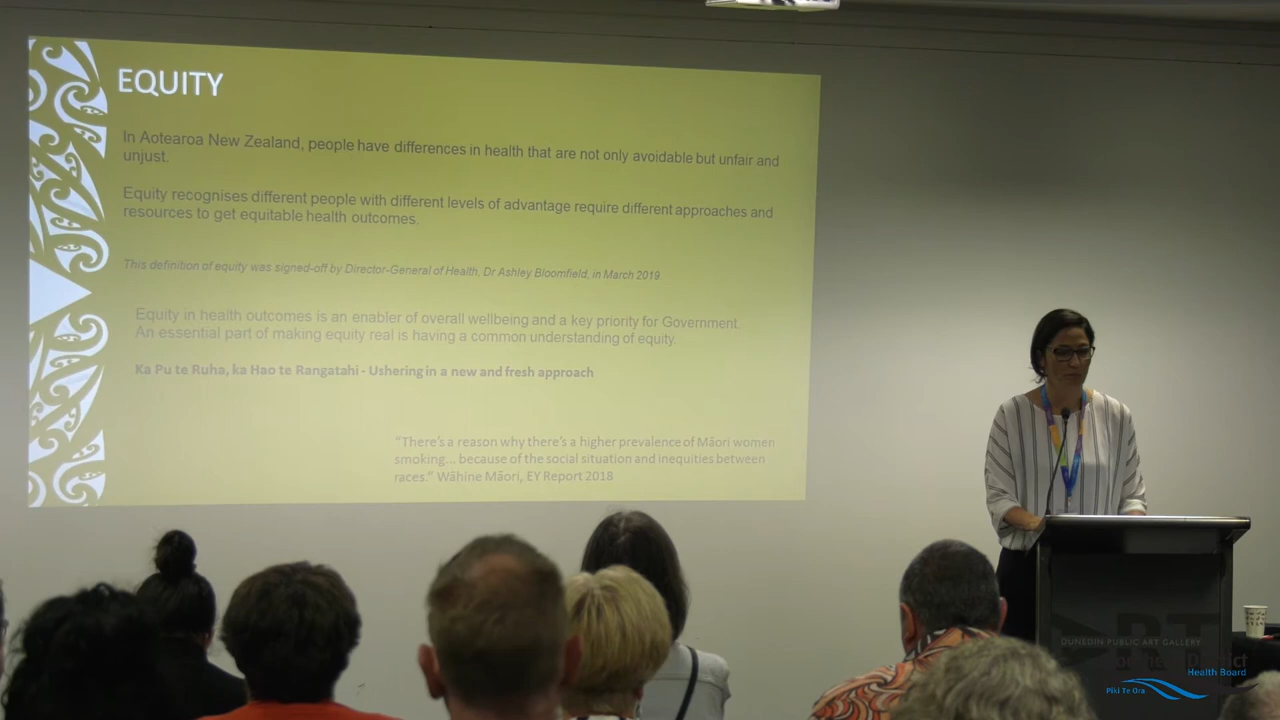 EQUITY
In Aotearoa New Zealand, people have differences in health that are not only avoidable but unfair and
unjust.
Equity recognises different people with different levels of advantage require different approaches and
resources to get equitable health outcomes.
This definition of equity was signed-off by Director-General of Health, Dr Ashley Bloomfield, in March 2019.
Equity in health outcomes is an enabler of overall wellbeing and a key priority for Government.
An essential part of making equity real is having a common understanding of equity.
Ka Pu te Ruha, ka Hao te Rangatahi - Ushering in a new and fresh approach
“There’s a reason why there’s a higher prevalence of Māori women
smoking... because of the social situation and inequities between
races.” Wāhine Māori, EY Report 2018
DUNEDIN PUBLIC ART GALLERY
Health Board
Piki Te Ora